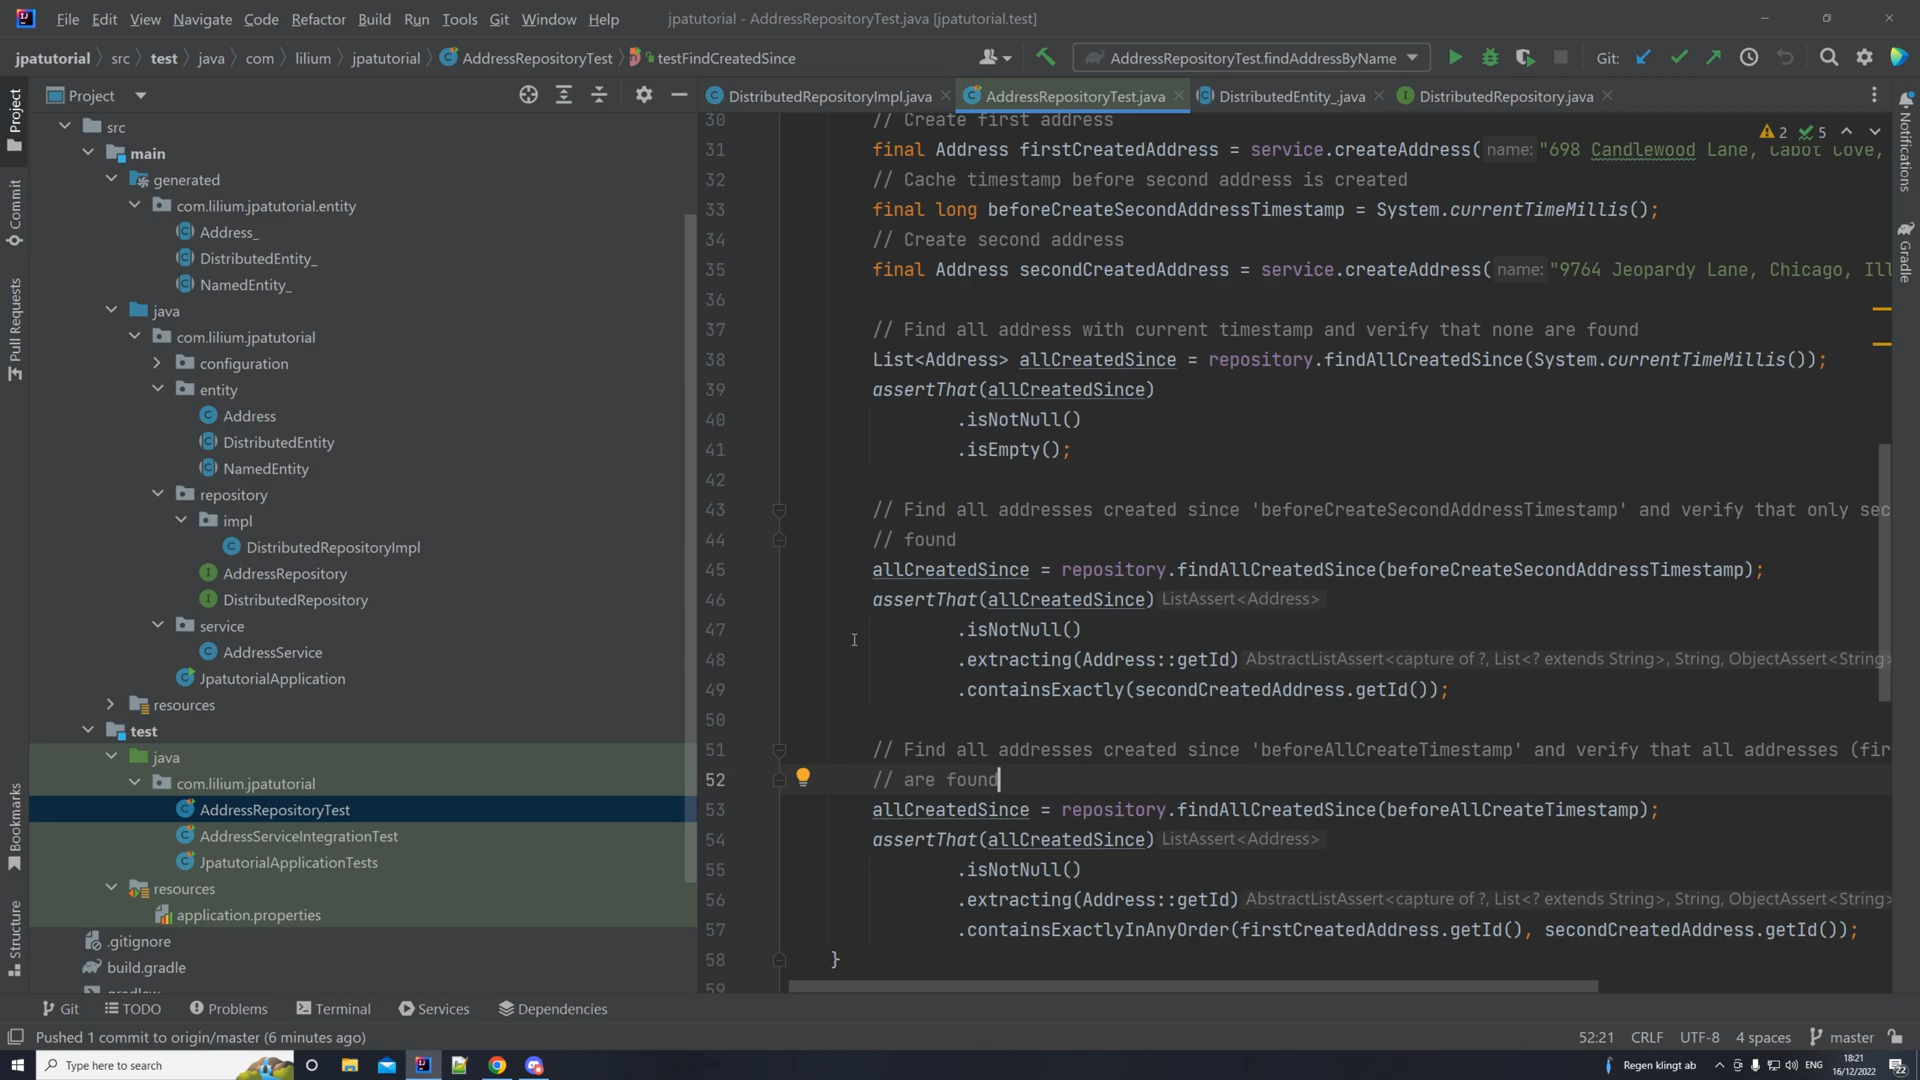 File Edit View Navigate Code Refactor Build Run Tools Git Window Help jpatutorial - AddressRepositoryTest.java [jpatutorial.test]
jpatutorial src test java com lilium jpatutorial AddressRepositoryTest testFindCreatedSince AddressRepositoryTest.findAddressByName Git:
Project DistributedRepositoryImpl.java AddressRepositoryTest.java DistributedEntity_.java DistributedRepository.java
Project
Commit
Pull Requests
Bookmarks
Structure
src
main
generated
com.lilium.jpatutorial.entity
Address_
DistributedEntity_
NamedEntity_
java
com.lilium.jpatutorial
configuration
entity
Address
DistributedEntity
NamedEntity
repository
impl
DistributedRepositoryImpl
AddressRepository
DistributedRepository
service
AddressService
JpatutorialApplication
resources
test
java
com.lilium.jpatutorial
AddressRepositoryTest
AddressServiceIntegrationTest
JpatutorialApplicationTests
resources
application.properties
.gitignore
build.gradle
gradlew
2 5
30 // Create first address
31 final Address firstCreatedAddress = service.createAddress( name: "698 Candlewood Lane, Cabot Cove,
32 // Cache timestamp before second address is created
33 final long beforeCreateSecondAddressTimestamp = System.currentTimeMillis();
34 // Create second address
35 final Address secondCreatedAddress = service.createAddress( name: "9764 Jeopardy Lane, Chicago, Ill
36
37 // Find all address with current timestamp and verify that none are found
38 List<Address> allCreatedSince = repository.findAllCreatedSince(System.currentTimeMillis());
39 assertThat(allCreatedSince)
40 .isNotNull()
41 .isEmpty();
42
43 // Find all addresses created since 'beforeCreateSecondAddressTimestamp' and verify that only sec
44 // found
45 allCreatedSince = repository.findAllCreatedSince(beforeCreateSecondAddressTimestamp);
46 assertThat(allCreatedSince) ListAssert<Address>
47 .isNotNull()
48 .extracting(Address::getId) AbstractListAssert<capture of ?, List<? extends String>, String, ObjectAssert<String>
49 .containsExactly(secondCreatedAddress.getId());
50
51 // Find all addresses created since 'beforeAllCreateTimestamp' and verify that all addresses (fir
52 // are found
53 allCreatedSince = repository.findAllCreatedSince(beforeAllCreateTimestamp);
54 assertThat(allCreatedSince) ListAssert<Address>
55 .isNotNull()
56 .extracting(Address::getId) AbstractListAssert<capture of ?, List<? extends String>, String, ObjectAssert<String>
57 .containsExactlyInAnyOrder(firstCreatedAddress.getId(), secondCreatedAddress.getId());
58 }
59
Notifications
Gradle
Git TODO Problems Terminal Services Dependencies
Pushed 1 commit to origin/master (6 minutes ago) 52:21 CRLF UTF-8 4 spaces master
Type here to search Regen klingt ab ENG 18:21
16/12/2022 22